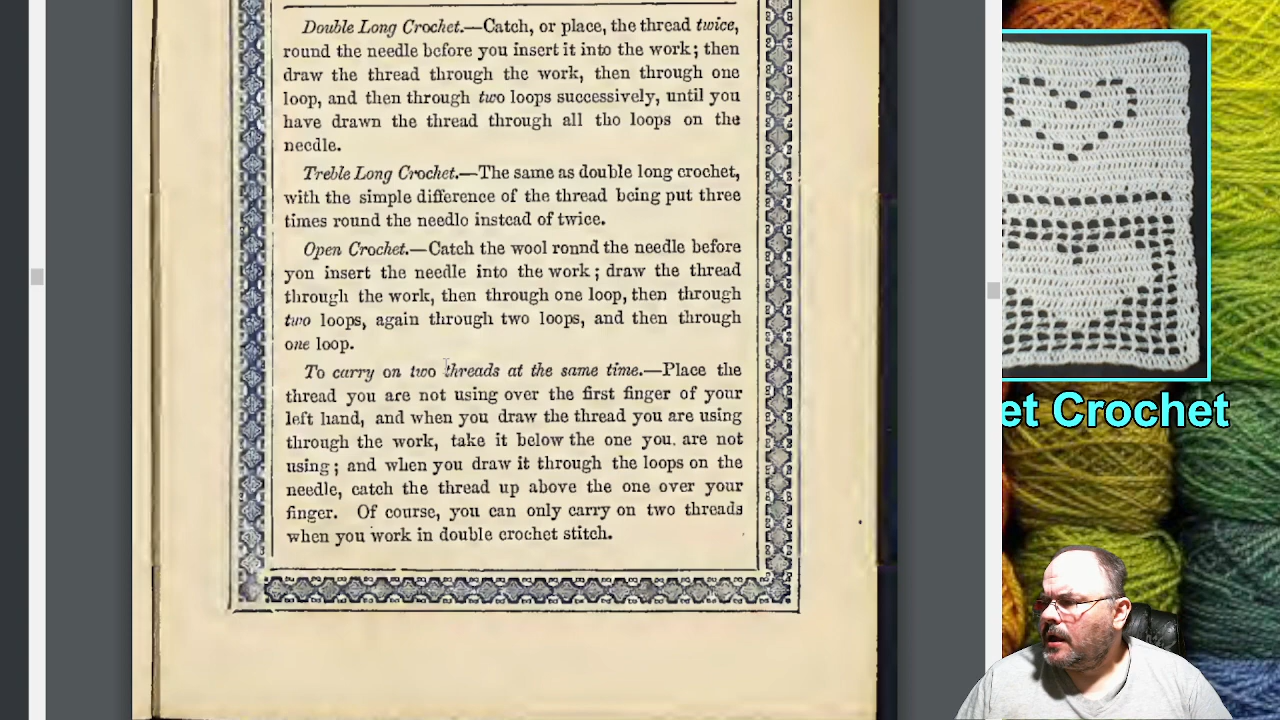 Double Long Crochet.—Catch, or place, the thread twice,
round the needle before you insert it into the work; then
draw the thread through the work, then through one
loop, and then through two loops successively, until you
have drawn the thread through all the loops on the
needle.
Treble Long Crochet.—The same as double long crochet,
with the simple difference of the thread being put three
times round the needle instead of twice.
Open Crochet.—Catch the wool round the needle before
you insert the needle into the work; draw the thread
through the work, then through one loop, then through
two loops, again through two loops, and then through
one loop.
To carry on two threads at the same time.—Place the
thread you are not using over the first finger of your
left hand, and when you draw the thread you are using
through the work, take it below the one you. are not
using; and when you draw it through the loops on the
needle, catch the thread up above the one over your
finger. Of course, you can only carry on two threads
when you work in double crochet stitch.
et Crochet